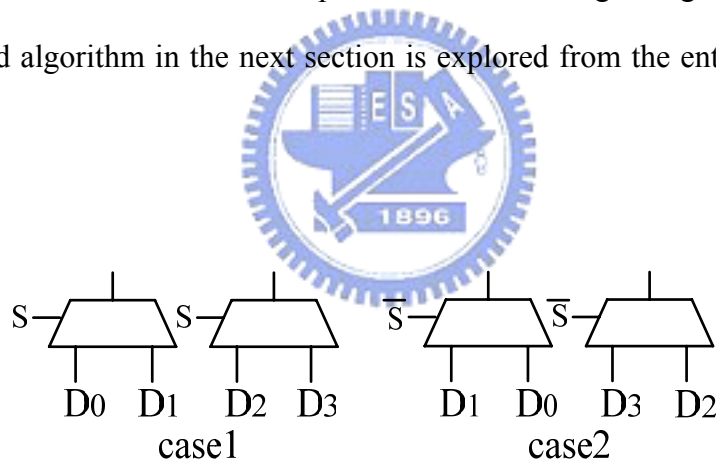 d algorithm in the next section is explored from the ent
ESA
1896
S S S̅ S̅
D0 D1 D2 D3 D1 D0 D3 D2
case1 case2